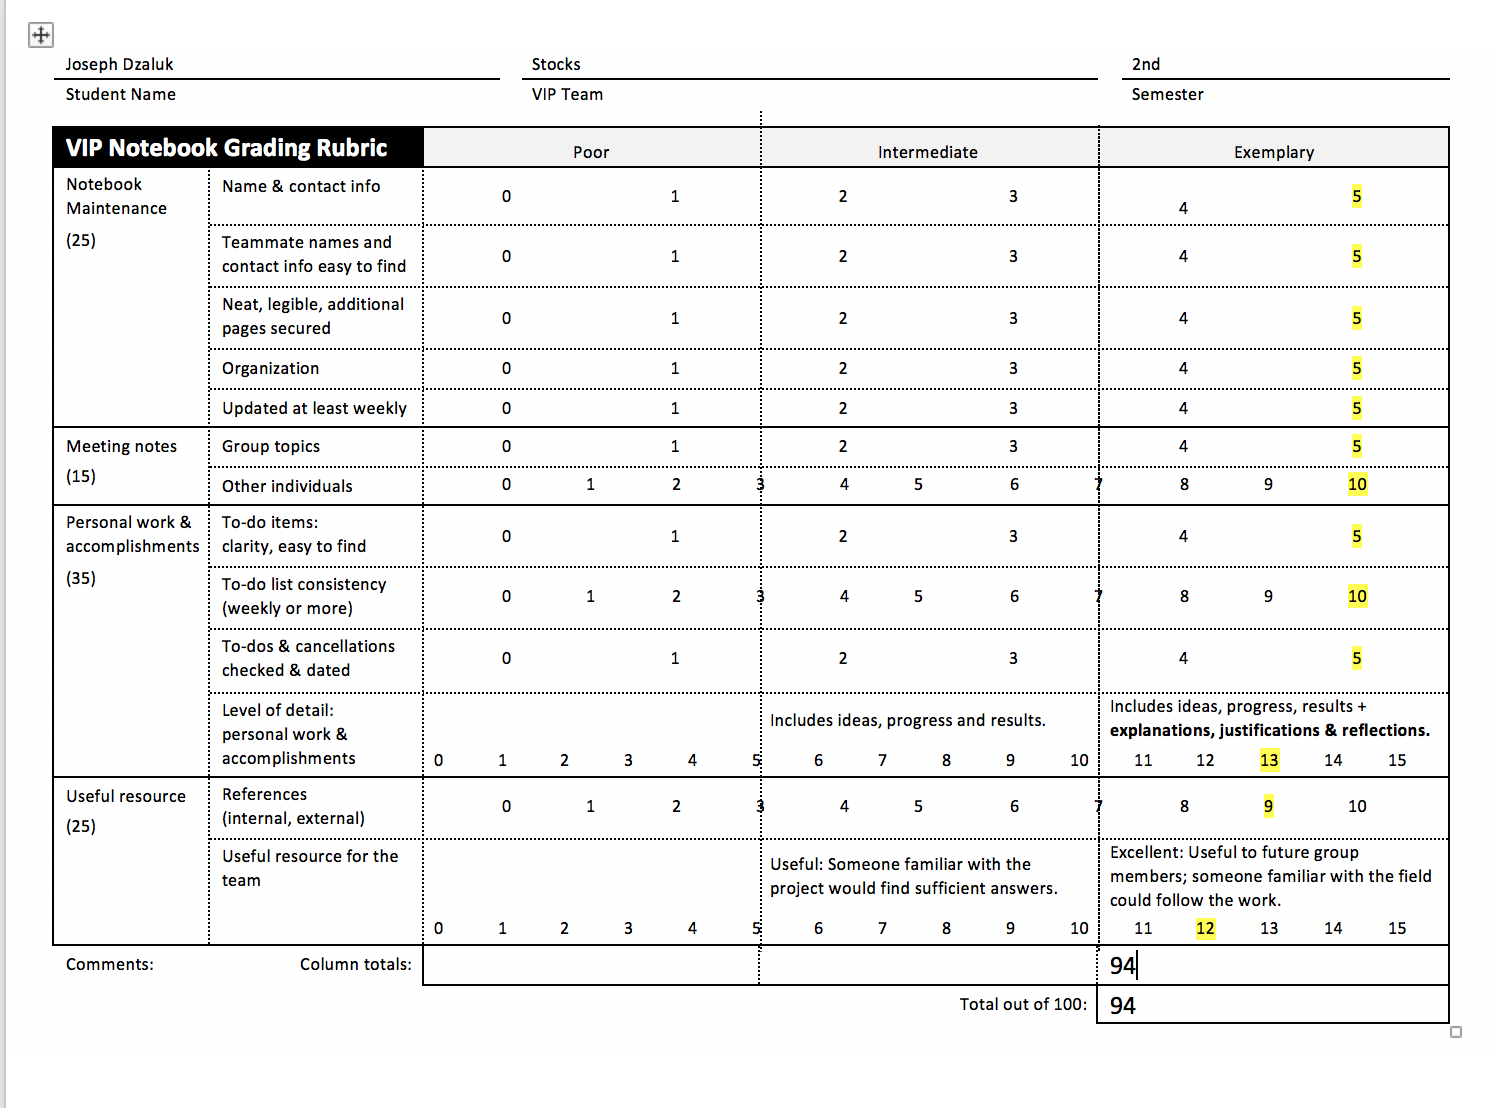 Joseph Dzaluk Stocks 2nd
Student Name VIP Team Semester
VIP Notebook Grading Rubric Poor Intermediate Exemplary
Notebook
Maintenance
(25)
Name & contact info 0 1 2 3 4 5
Teammate names and
contact info easy to find 0 1 2 3 4 5
Neat, legible, additional
pages secured 0 1 2 3 4 5
Organization 0 1 2 3 4 5
Updated at least weekly 0 1 2 3 4 5
Meeting notes
(15)
Group topics 0 1 2 3 4 5
Other individuals 0 1 2 3 4 5 6 7 8 9 10
Personal work &
accomplishments
(35)
To-do items:
clarity, easy to find 0 1 2 3 4 5
To-do list consistency
(weekly or more) 0 1 2 3 4 5 6 7 8 9 10
To-dos & cancellations
checked & dated 0 1 2 3 4 5
Level of detail:
personal work &
accomplishments
Includes ideas, progress and results.
Includes ideas, progress, results +
explanations, justifications & reflections.
0 1 2 3 4 5 6 7 8 9 10 11 12 13 14 15
Useful resource
(25)
References
(internal, external) 0 1 2 3 4 5 6 7 8 9 10
Useful resource for the
team
Useful: Someone familiar with the
project would find sufficient answers.
Excellent: Useful to future group
members; someone familiar with the field
could follow the work.
0 1 2 3 4 5 6 7 8 9 10 11 12 13 14 15
Comments: Column totals: 94
Total out of 100: 94